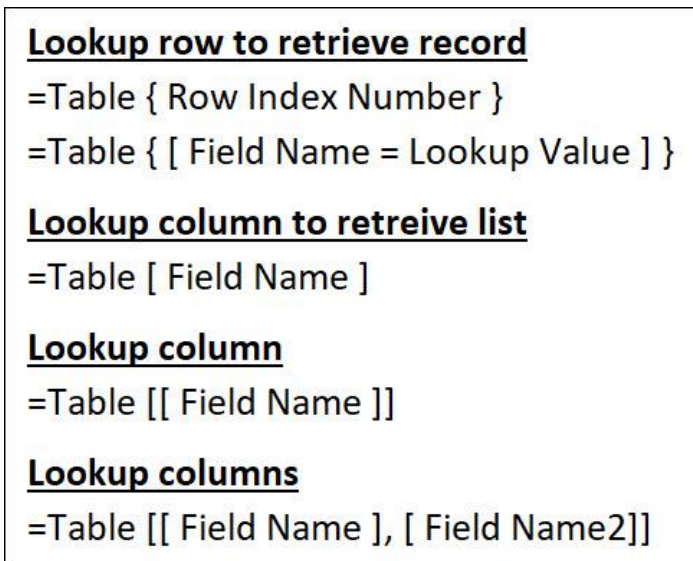 Lookup row to retrieve record
=Table { Row Index Number }
=Table { [ Field Name = Lookup Value ] }
Lookup column to retreive list
=Table [ Field Name ]
Lookup column
=Table [[ Field Name ]]
Lookup columns
=Table [[ Field Name ], [ Field Name2]]